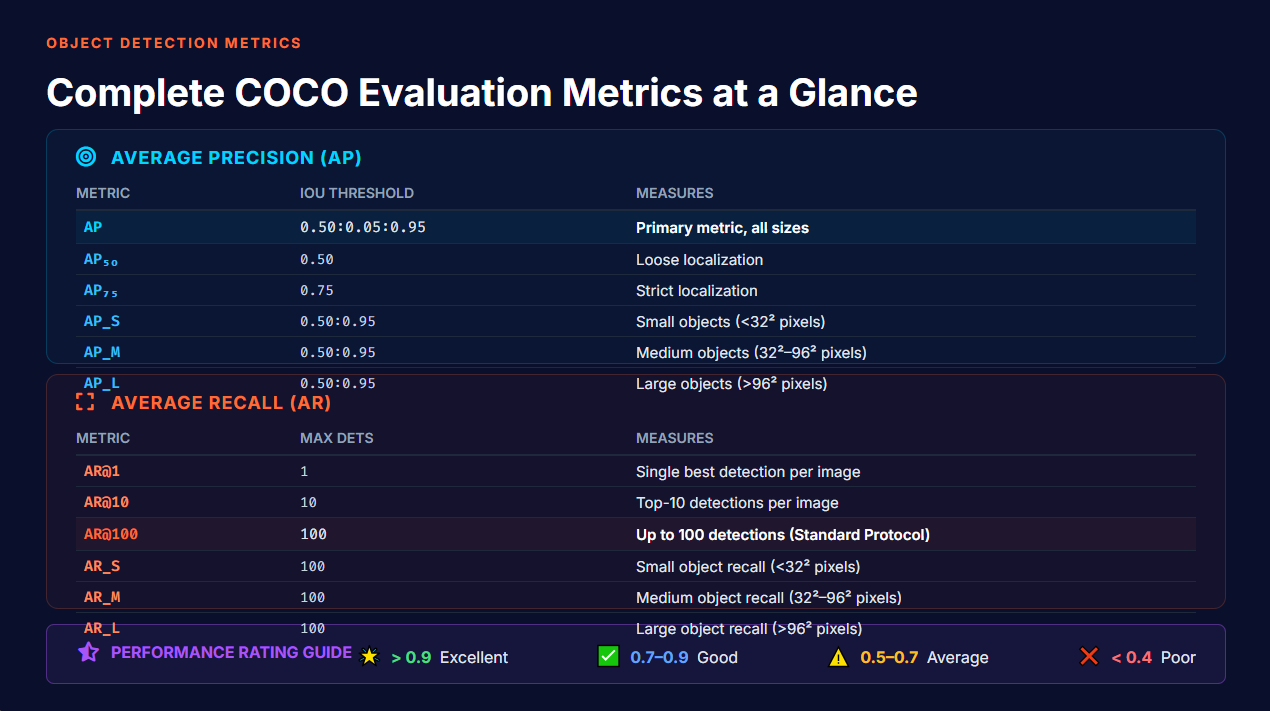 OBJECT DETECTION METRICS
Complete COCO Evaluation Metrics at a Glance
AVERAGE PRECISION (AP)
METRIC IOU THRESHOLD MEASURES
AP 0.50:0.05:0.95 Primary metric, all sizes
AP₅₀ 0.50 Loose localization
AP₇₅ 0.75 Strict localization
AP_S 0.50:0.95 Small objects (<32² pixels)
AP_M 0.50:0.95 Medium objects (32²–96² pixels)
AP_L 0.50:0.95 Large objects (>96² pixels)
AVERAGE RECALL (AR)
METRIC MAX DETS MEASURES
AR@1 1 Single best detection per image
AR@10 10 Top-10 detections per image
AR@100 100 Up to 100 detections (Standard Protocol)
AR_S 100 Small object recall (<32² pixels)
AR_M 100 Medium object recall (32²–96² pixels)
AR_L 100 Large object recall (>96² pixels)
PERFORMANCE RATING GUIDE > 0.9 Excellent 0.7–0.9 Good 0.5–0.7 Average < 0.4 Poor